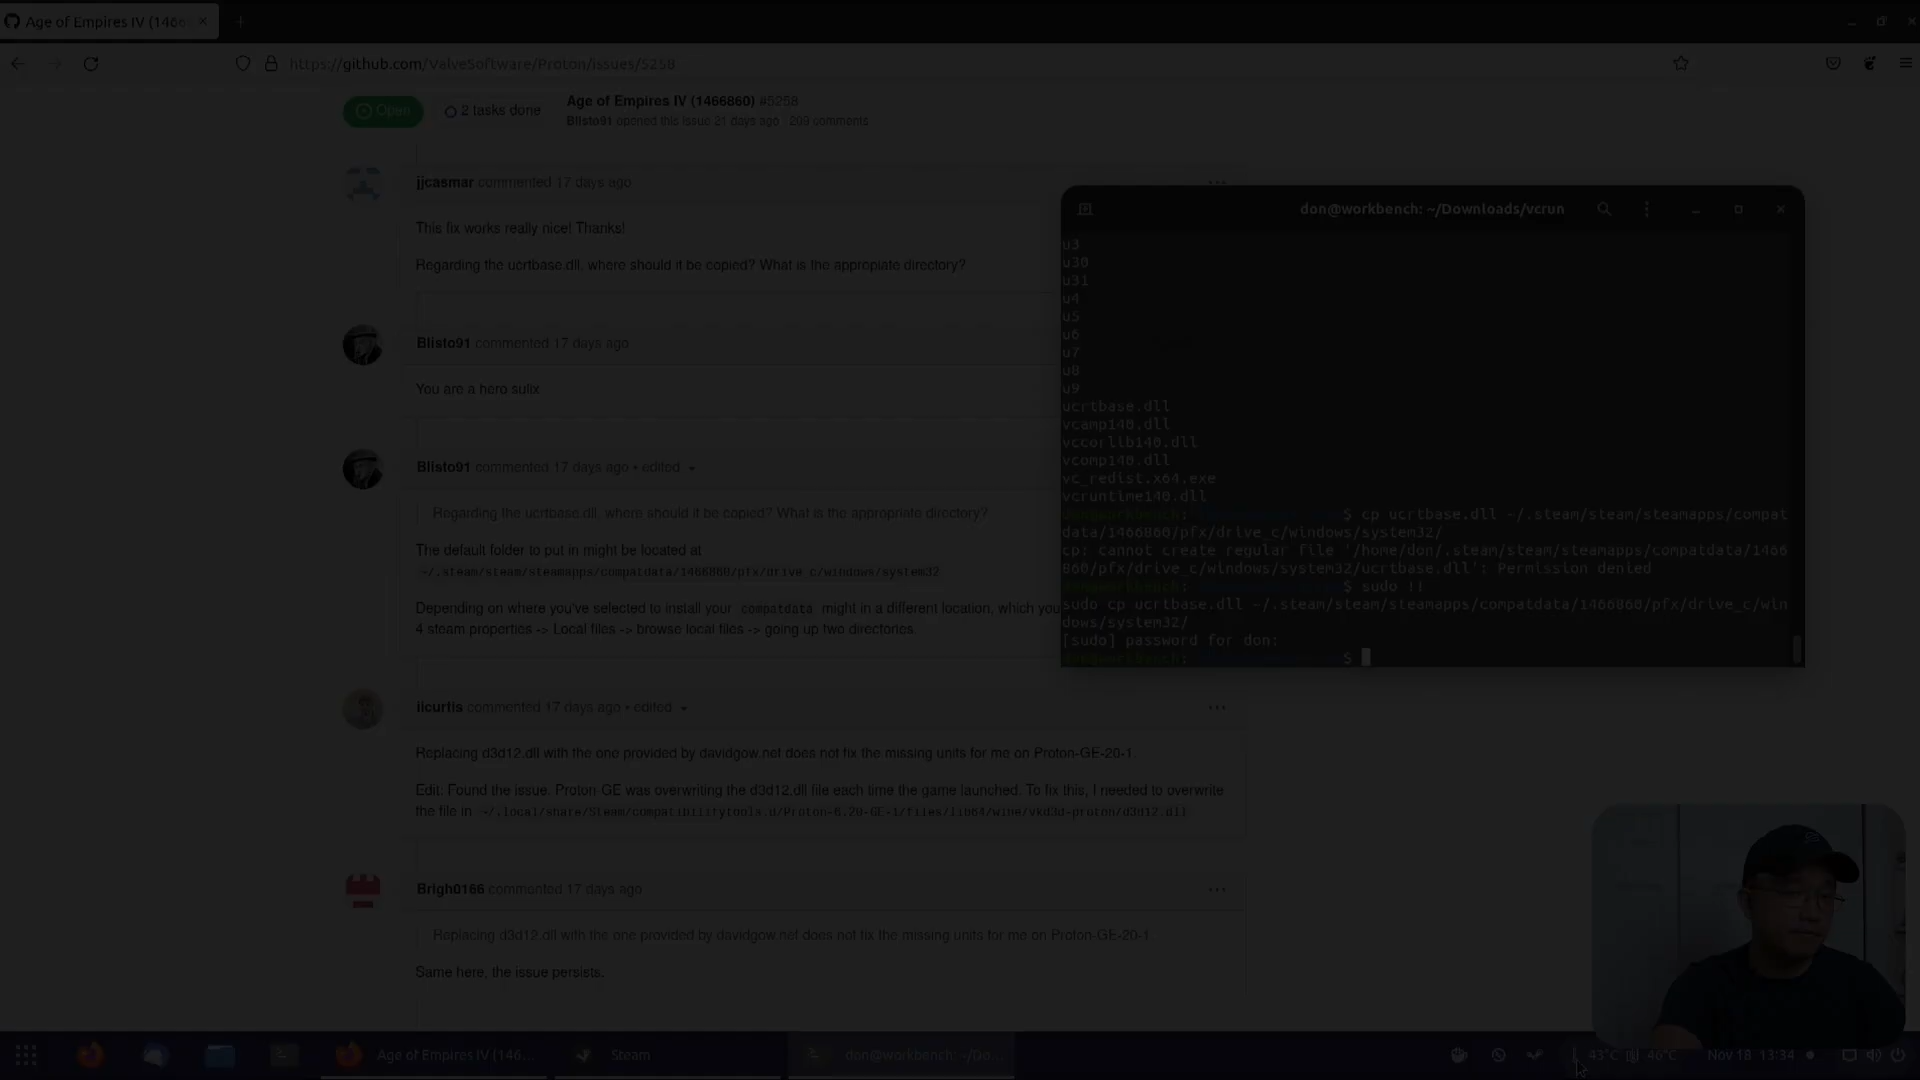 Age of Empires IV (1466
https://github.com/ValveSoftware/Proton/issues/5258
Open
2 tasks done
Age of Empires IV (1466860) #5258
Blisto91 opened this issue 21 days ago · 209 comments
jjcasmar commented 17 days ago
This fix works really nice! Thanks!
Regarding the ucrtbase.dll, where should it be copied? What is the appropiate directory?
Blisto91 commented 17 days ago
You are a hero sulix
Blisto91 commented 17 days ago • edited
Regarding the ucrtbase.dll, where should it be copied? What is the appropiate directory?
The default folder to put in might be located at
~/.steam/steam/steamapps/compatdata/1466860/pfx/drive_c/windows/system32
Depending on where you've selected to install your compatdata might in a different location, which you
4 steam properties -> Local files -> browse local files -> going up two directories.
iicurtis commented 17 days ago • edited
Replacing d3d12.dll with the one provided by davidgow.net does not fix the missing units for me on Proton-GE-20-1.
Edit: Found the issue. Proton GE was overwriting the d3d12.dll file each time the game launched. To fix this, I needed to overwrite
the file in ~/.local/share/Steam/compatibilitytools.d/Proton-6.20-GE-1/files/lib64/wine/vkd3d-proton/d3d12.dll
Brigh0166 commented 17 days ago
Replacing d3d12.dll with the one provided by davidgow.net does not fix the missing units for me on Proton-GE-20-1
Same here, the issue persists.
don@workbench: ~/Downloads/vcrun
u3
u30
u31
u4
u5
u6
u7
u8
u9
ucrtbase.dll
vcamp140.dll
vccorlib140.dll
vcomp140.dll
vc_redist.x64.exe
vcruntime140.dll
don@workbench: $ cp ucrtbase.dll ~/.steam/steam/steamapps/compat
data/1466860/pfx/drive_c/windows/system32/
cp: cannot create regular file '/home/don/.steam/steam/steamapps/compatdata/1466
860/pfx/drive_c/windows/system32/ucrtbase.dll': Permission denied
don@workbench: $ sudo !!
sudo cp ucrtbase.dll ~/.steam/steam/steamapps/compatdata/1466860/pfx/drive_c/win
dows/system32/
[sudo] password for don:
don@workbench: $
Age of Empires IV (146...
Steam
don@workbench: ~/Do...
43°C
46°C
Nov 18 13:34